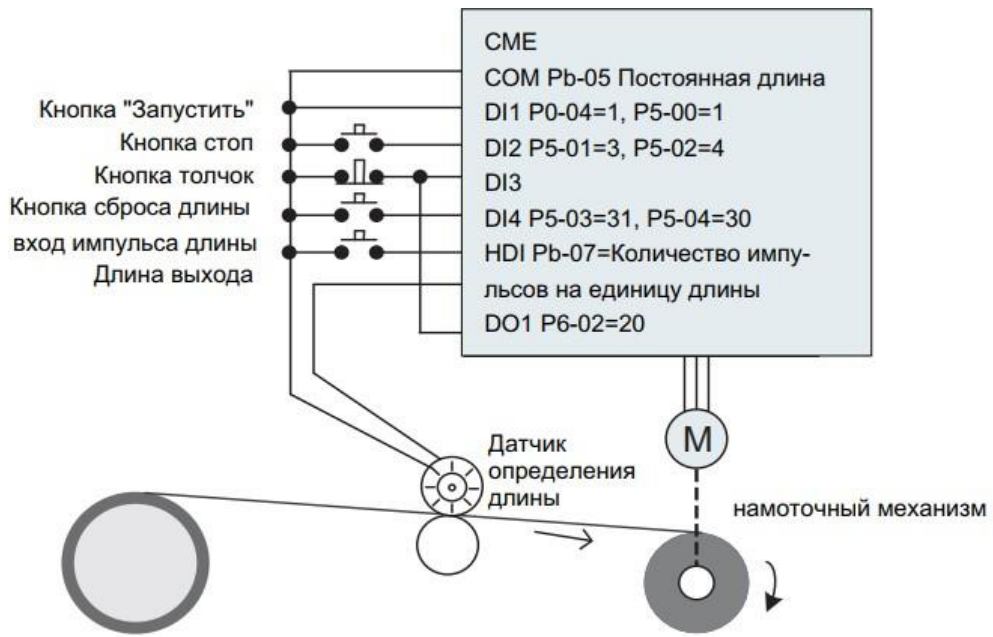 CME
COM Pb-05 Постоянная длина
DI1 P0-04=1, P5-00=1
DI2 P5-01=3, P5-02=4
DI3
DI4 P5-03=31, P5-04=30
HDI Pb-07=Количество импу-
льсов на единицу длины
DO1 P6-02=20
Кнопка "Запустить"
Кнопка стоп
Кнопка толчок
Кнопка сброса длины
вход импульса длины
Длина выхода
M
Датчик
определения
длины
намоточный механизм